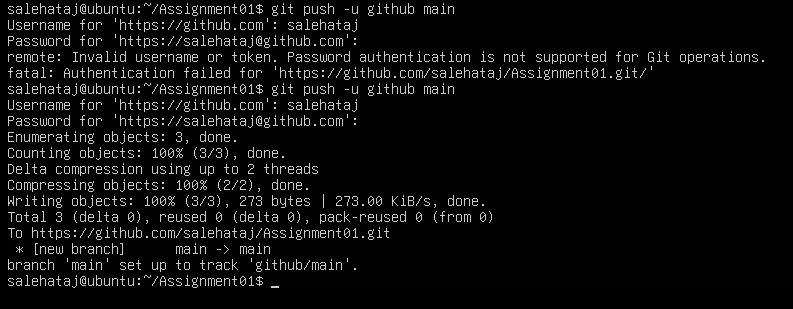 salehataj@ubuntu:~/Assignment01$ git push -u github main
Username for 'https://github.com': salehataj
Password for 'https://salehataj@github.com':
remote: Invalid username or token. Password authentication is not supported for Git operations.
fatal: Authentication failed for 'https://github.com/salehataj/Assignment01.git/'
salehataj@ubuntu:~/Assignment01$ git push -u github main
Username for 'https://github.com': salehataj
Password for 'https://salehataj@github.com':
Enumerating objects: 3, done.
Counting objects: 100% (3/3), done.
Delta compression using up to 2 threads
Compressing objects: 100% (2/2), done.
Writing objects: 100% (3/3), 273 bytes | 273.00 KiB/s, done.
Total 3 (delta 0), reused 0 (delta 0), pack-reused 0 (from 0)
To https://github.com/salehataj/Assignment01.git
 * [new branch]      main -> main
branch 'main' set up to track 'github/main'.
salehataj@ubuntu:~/Assignment01$ _